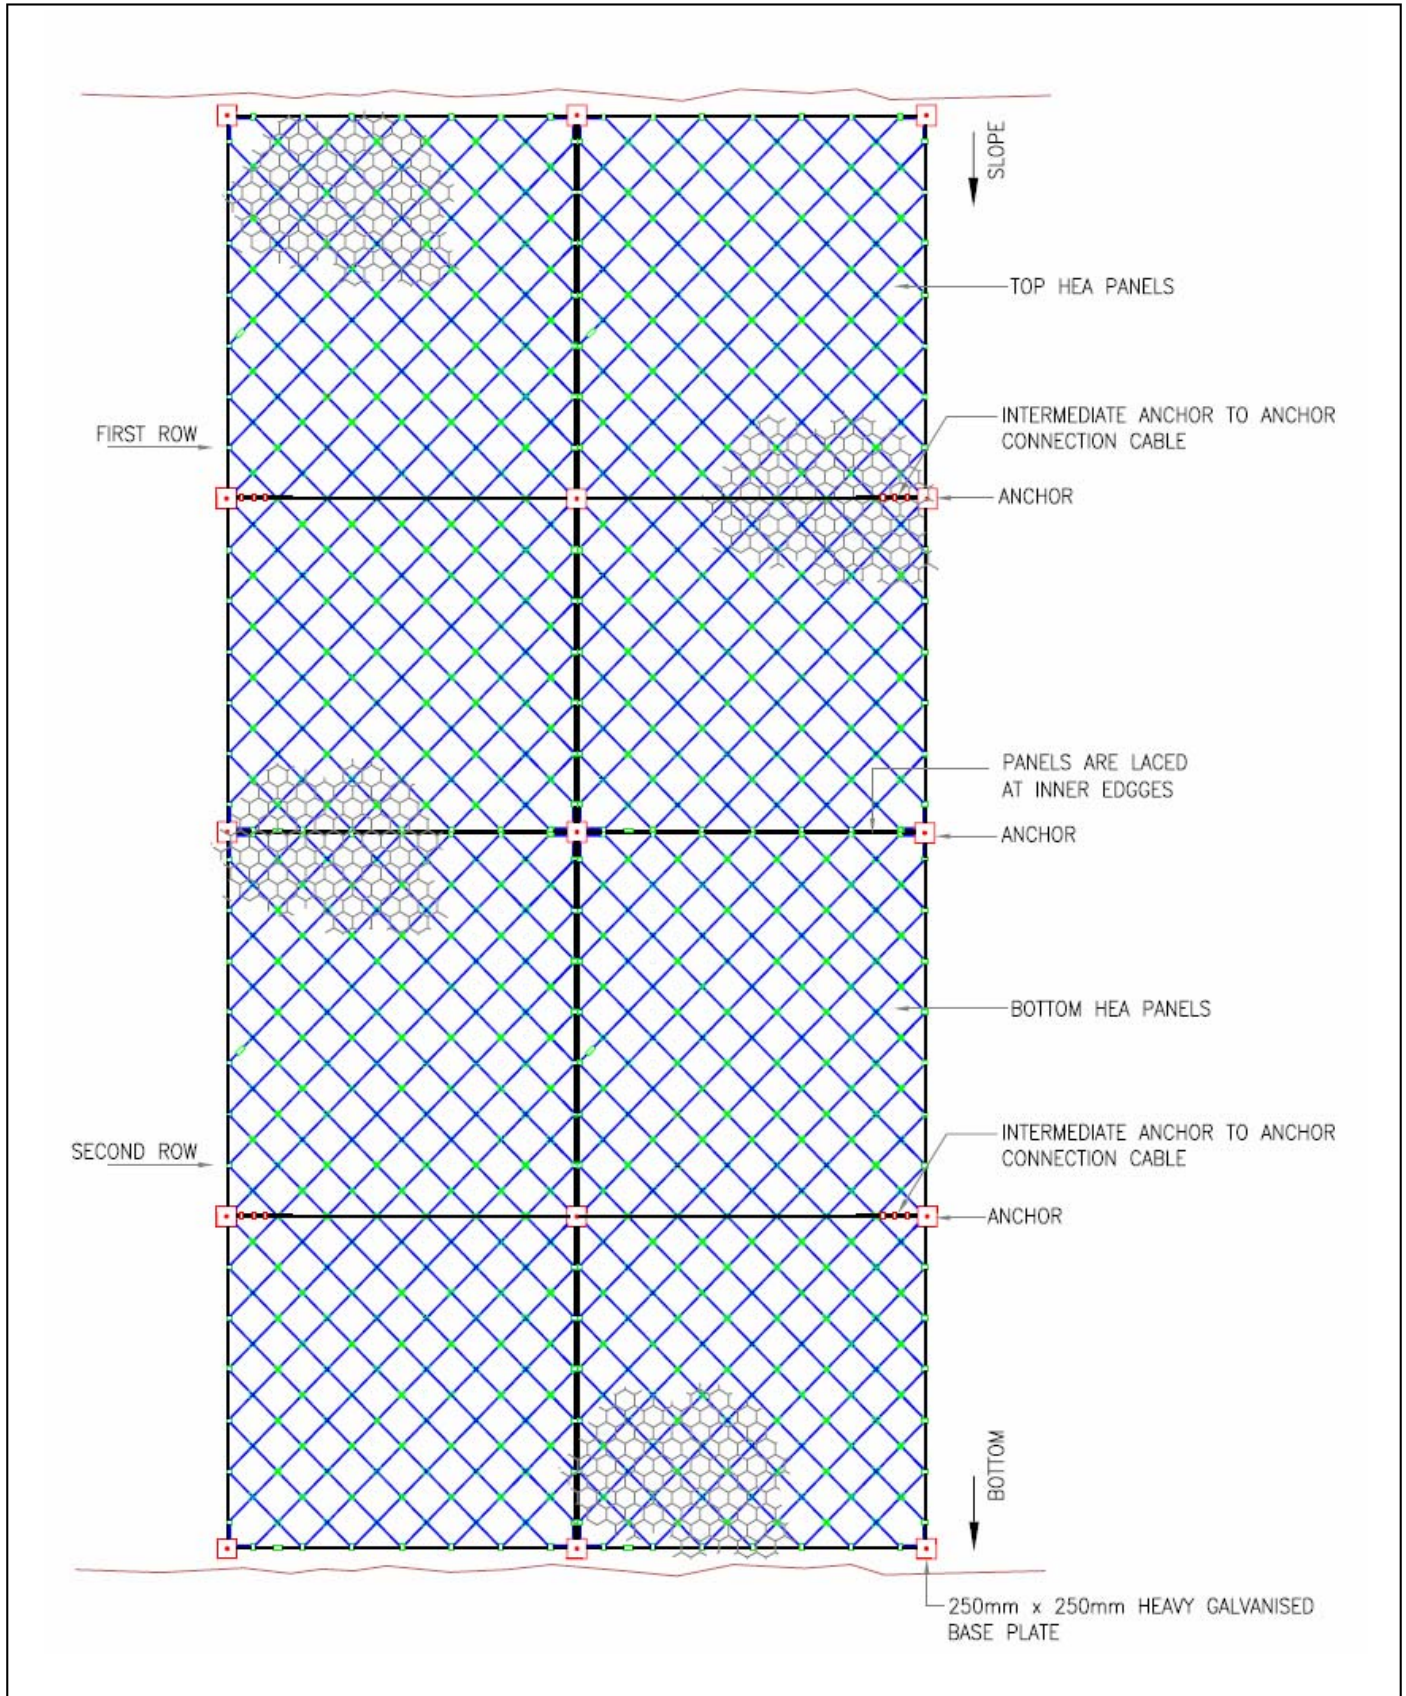 SLOPE
TOP HEA PANELS
INTERMEDIATE ANCHOR TO ANCHOR
CONNECTION CABLE
FIRST ROW
ANCHOR
PANELS ARE LACED
AT INNER EDGGES
ANCHOR
BOTTOM HEA PANELS
INTERMEDIATE ANCHOR TO ANCHOR
CONNECTION CABLE
SECOND ROW
ANCHOR
BOTTOM
250mm x 250mm HEAVY GALVANISED
BASE PLATE